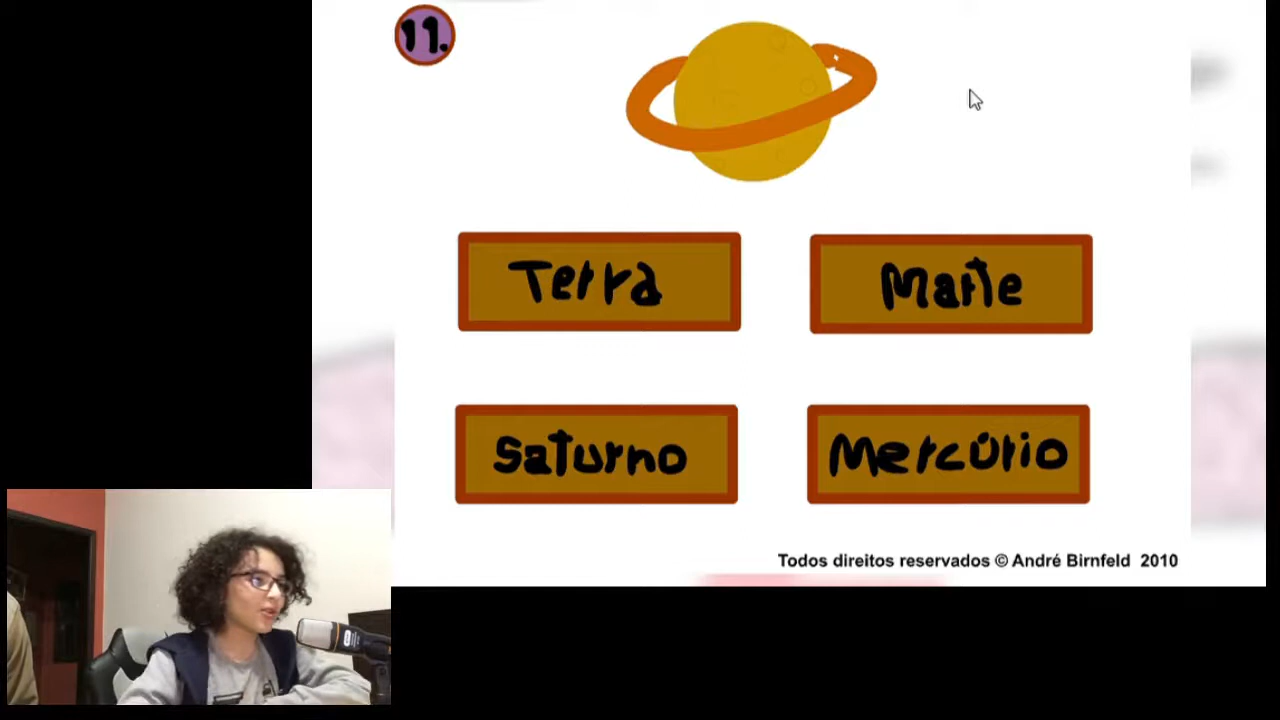 11.
Terra
Marte
Saturno
Mercúrio
Todos direitos reservados © André Birnfeld 2010